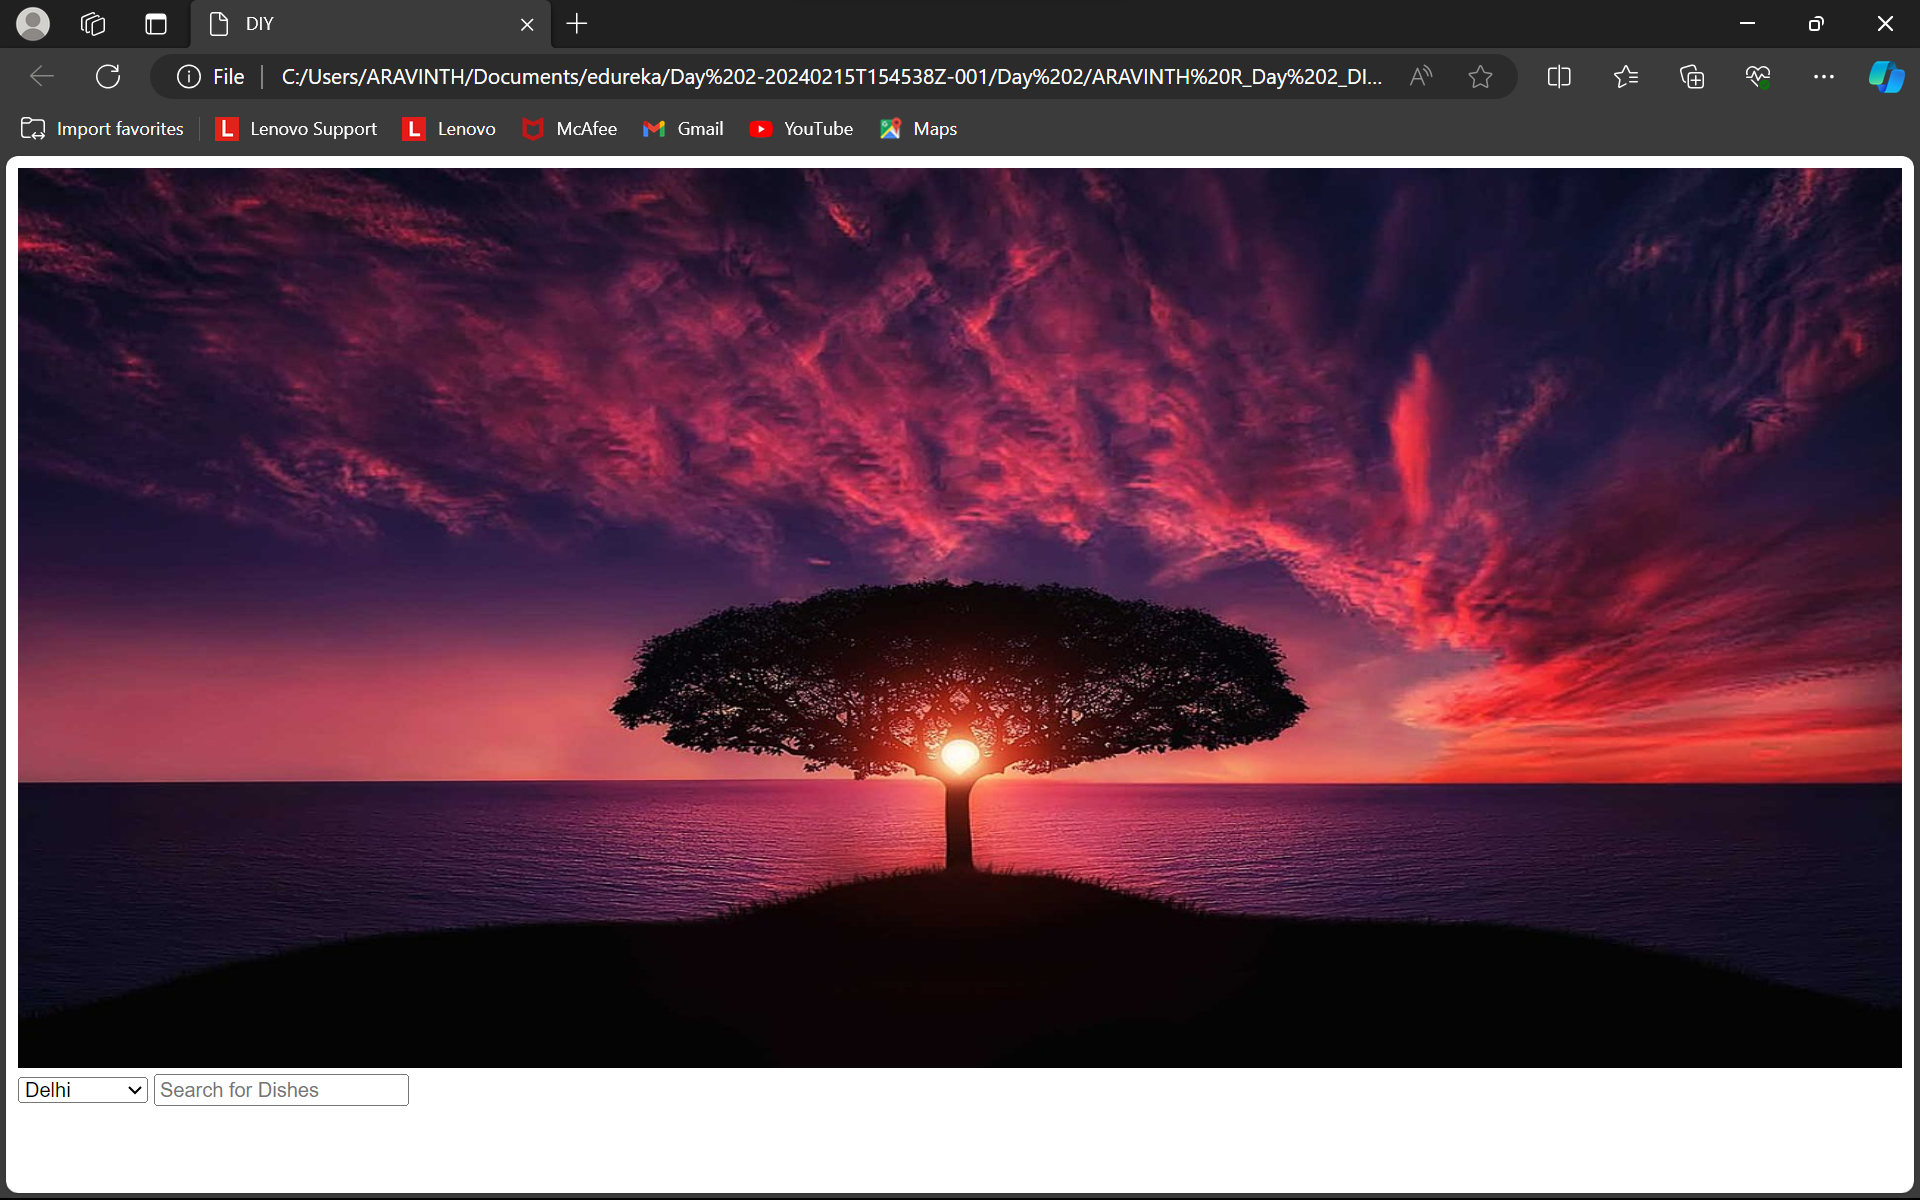 DIY
File C:/Users/ARAVINTH/Documents/edureka/Day%202-20240215T154538Z-001/Day%202/ARAVINTH%20R_Day%202_DI...
Import favorites L Lenovo Support L Lenovo McAfee Gmail YouTube Maps
Delhi Search for Dishes